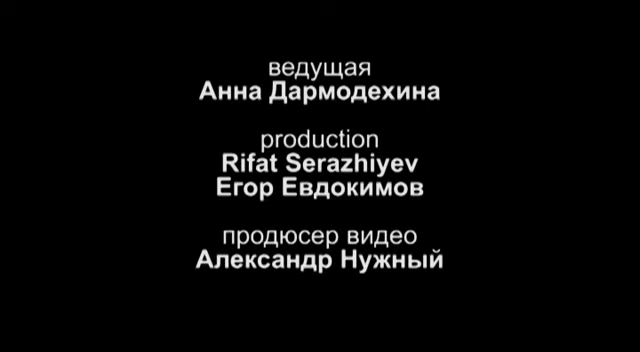 ведущая
Анна Дармодехина
production
Rifat Serazhiyev
Егор Евдокимов
продюсер видео
Александр Нужный